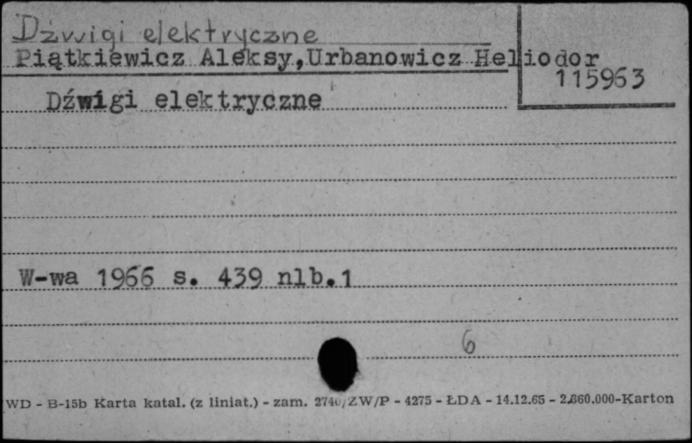 Dźwigi elektryczne
Piątkiewicz Aleksy,Urbanowicz Heliodor
115963
Dźwigi elektryczne
W-wa 1966 s. 439 nlb.1
6
WD - B-15b Karta katal. (z liniat.) - zam. 2740/ZW/P - 4275 - ŁDA - 14.12.65 - 2.860.000-Karton